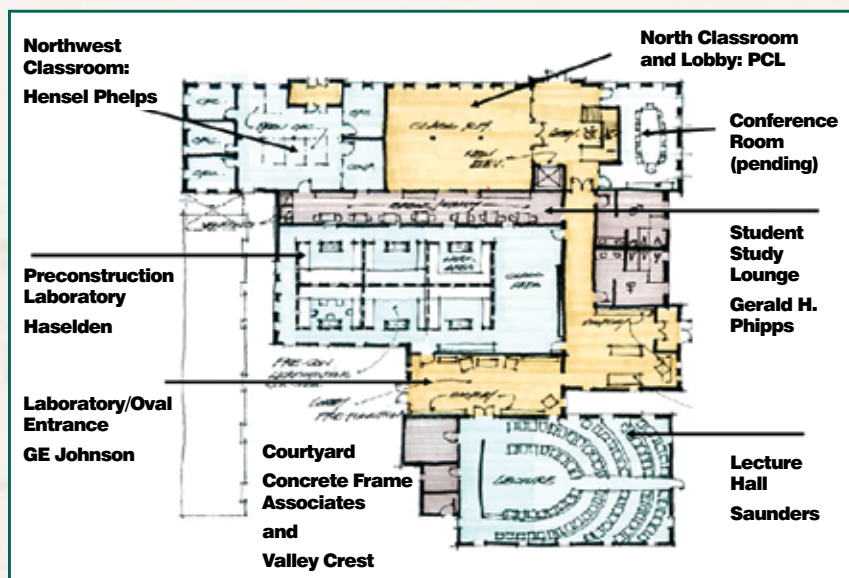 Northwest
Classroom:
Hensel Phelps
North Classroom
and Lobby: PCL
Conference
Room
(pending)
Student
Study
Lounge
Gerald H.
Phipps
Preconstruction
Laboratory
Haselden
Laboratory/Oval
Entrance
GE Johnson
Courtyard
Concrete Frame
Associates
and
Valley Crest
LECTURE
Lecture
Hall
Saunders